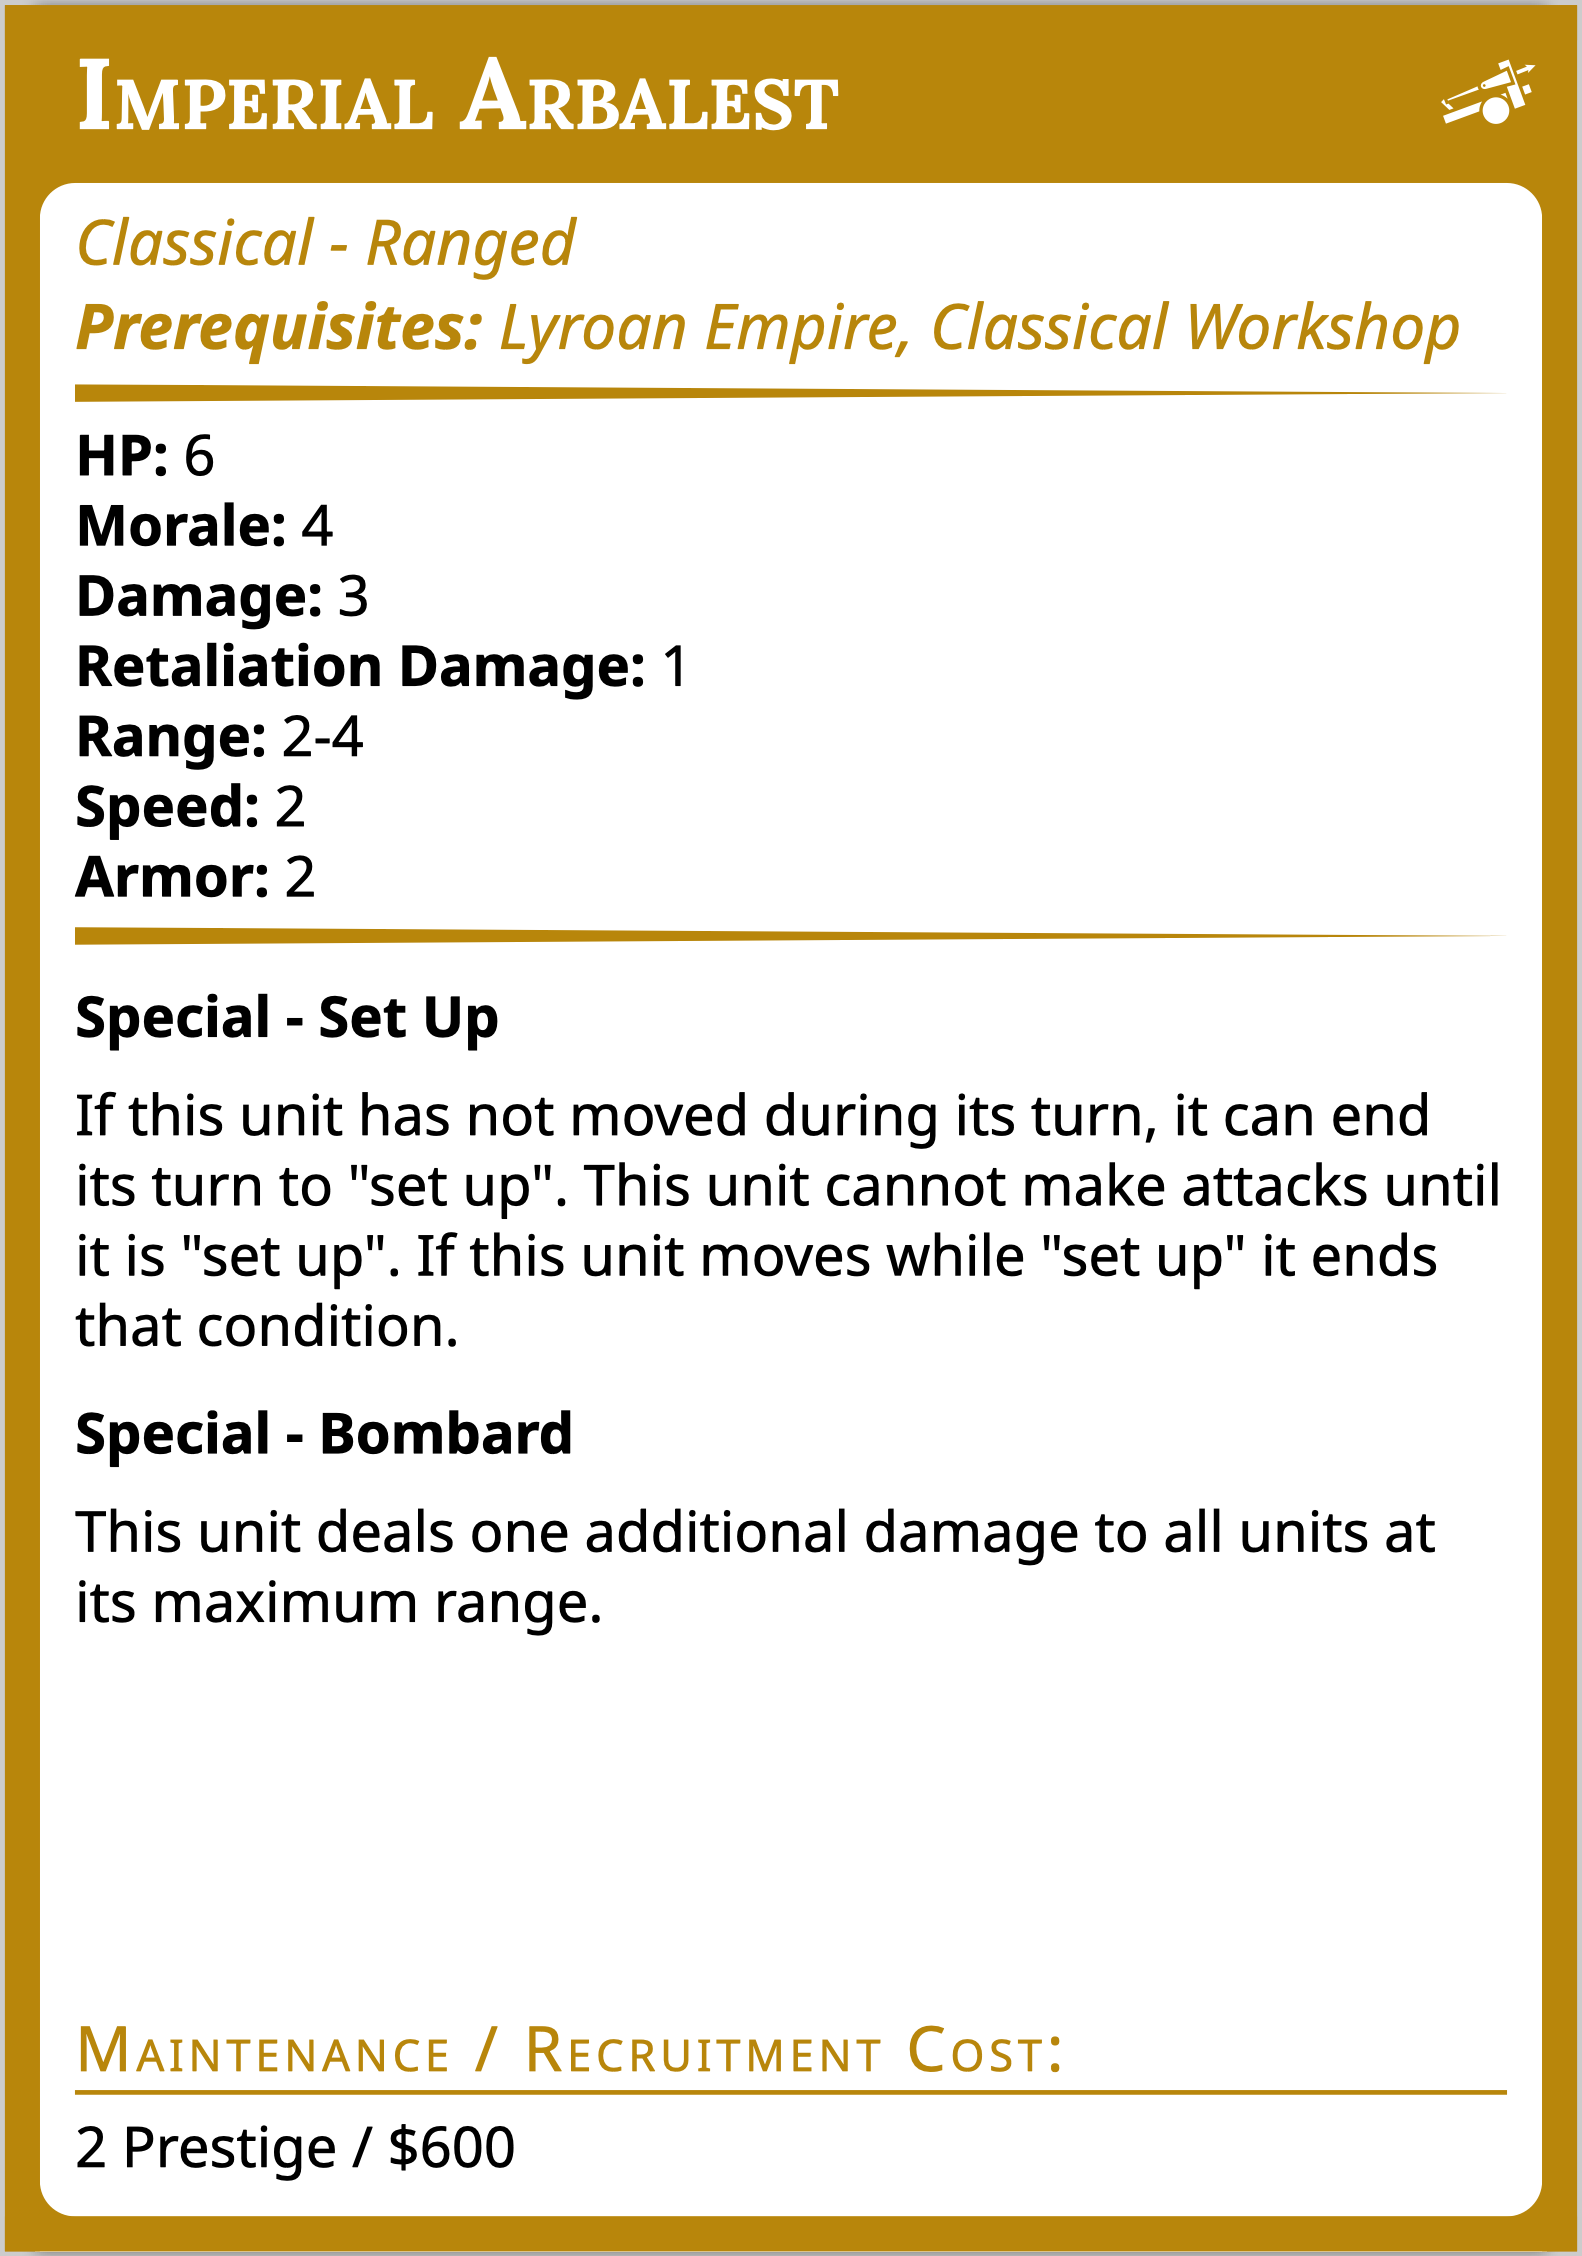 Imperial Arbalest
Classical - Ranged
Prerequisites: Lyroan Empire, Classical Workshop
HP: 6
Morale: 4
Damage: 3
Retaliation Damage: 1
Range: 2-4
Speed: 2
Armor: 2
Special - Set Up
If this unit has not moved during its turn, it can end
its turn to "set up". This unit cannot make attacks until
it is "set up". If this unit moves while "set up" it ends
that condition.
Special - Bombard
This unit deals one additional damage to all units at
its maximum range.
Maintenance / Recruitment Cost:
2 Prestige / $600